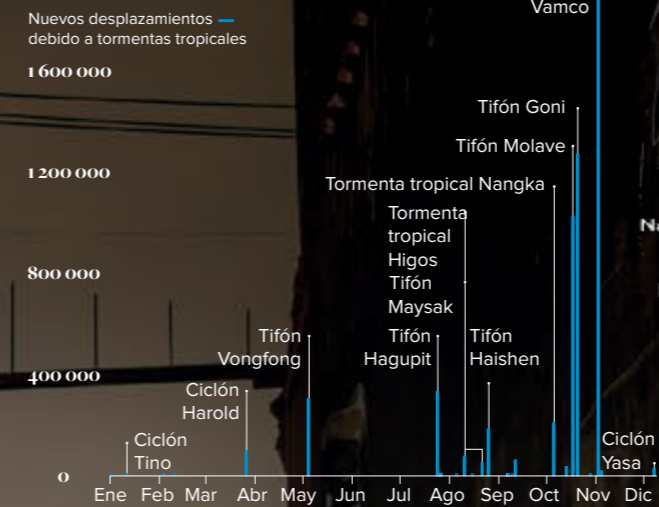 Vamco
Nuevos desplazamientos
debido a tormentas tropicales
1 600 000
Tifón Goni
Tifón Molave
1 200 000
Tormenta tropical Nangka
Tormenta
tropical
Higos
Tifón
Maysak
800 000
Tifón
Vongfong
Tifón
Hagupit
Tifón
Haishen
400 000
Ciclón
Harold
Ciclón
Tino
Ciclón
Yasa
0
Ene Feb Mar Abr May Jun Jul Ago Sep Oct Nov Dic